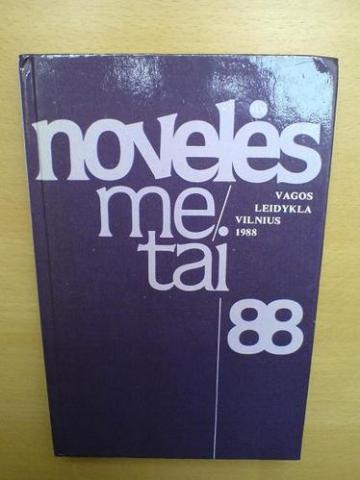 novelės
me/
tai
VAGOS
LEIDYKLA
VILNIUS
1988
88